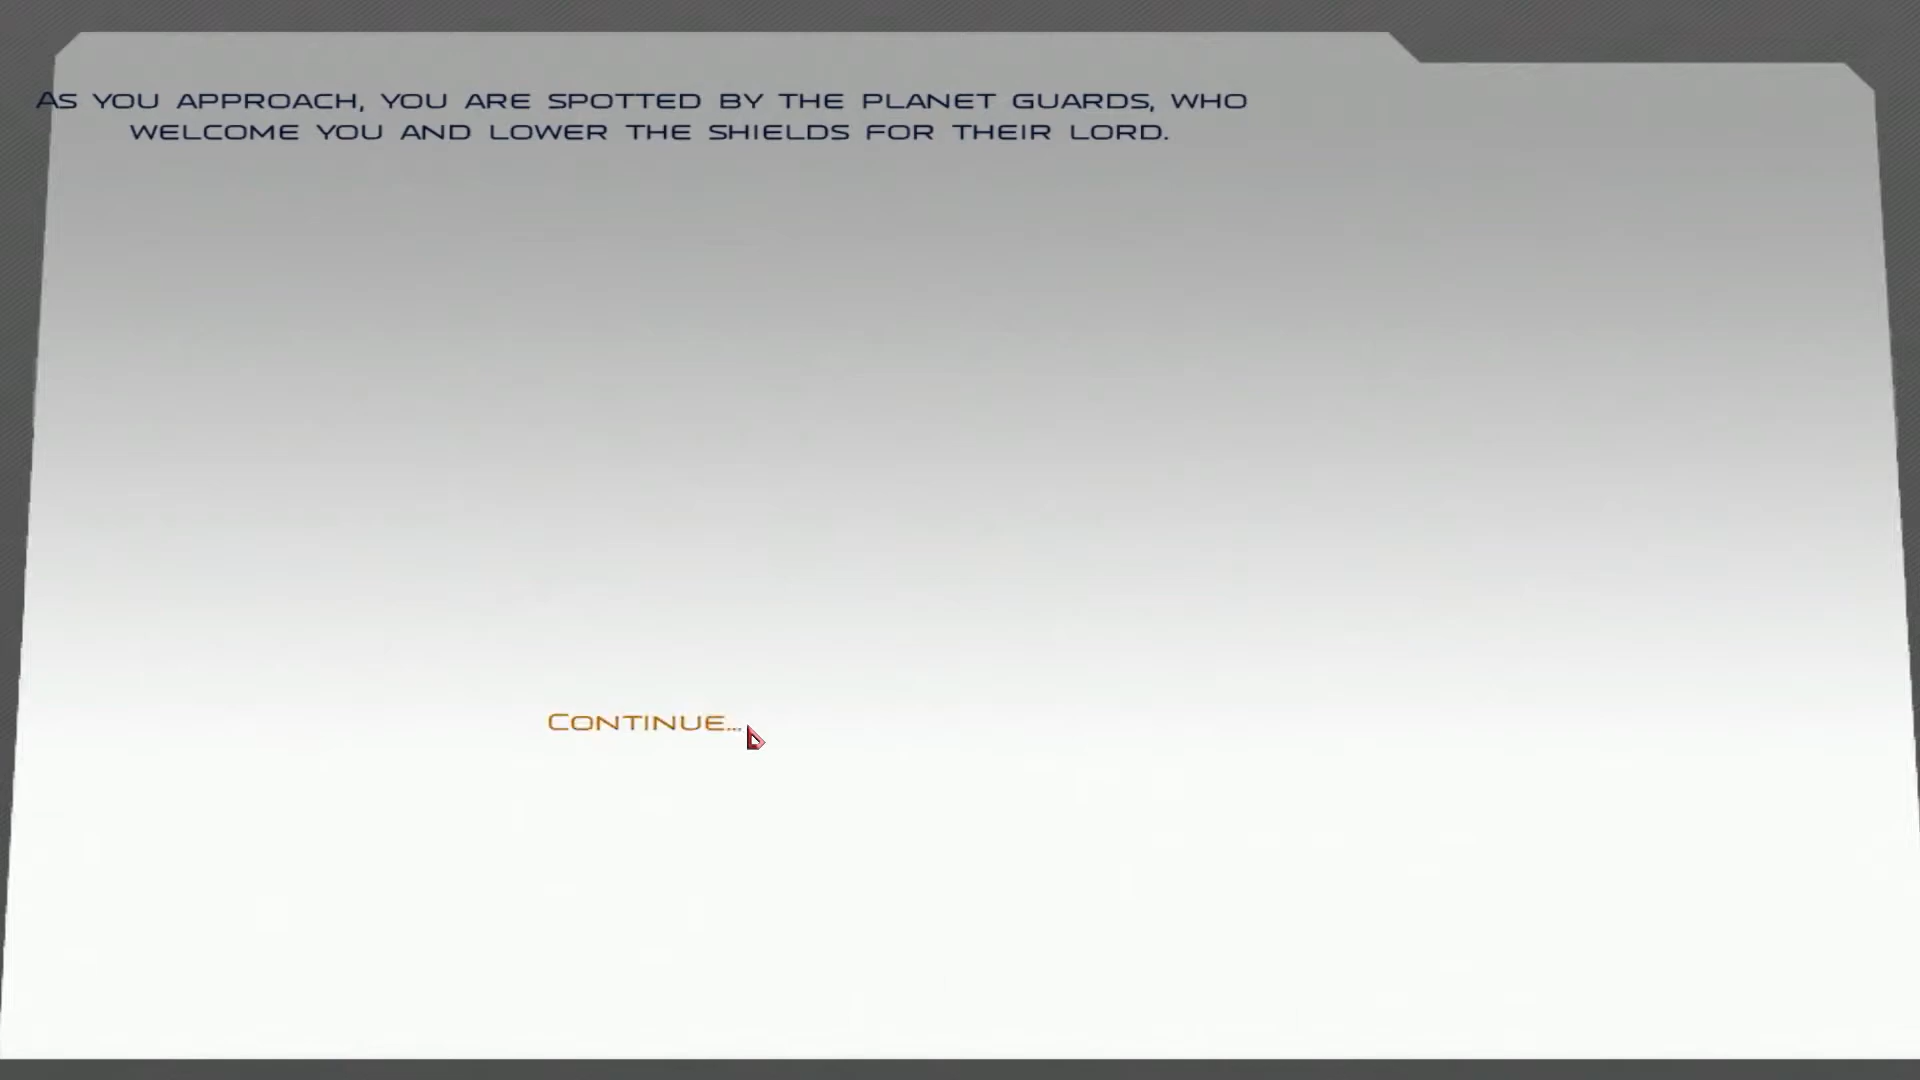 As you approach, you are spotted by the planet guards, who
welcome you and lower the shields for their lord.
Continue...